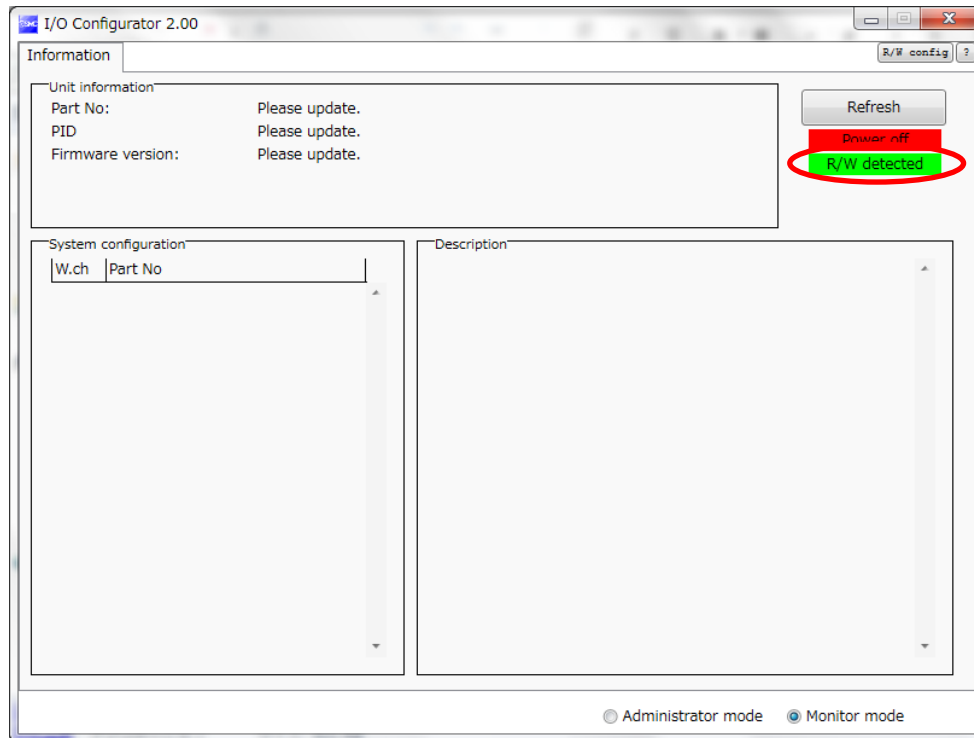 I/O Configurator 2.00
Information
R/W config
?
Unit information
Part No: Please update.
PID Please update.
Firmware version: Please update.
Refresh
Power off
R/W detected
System configuration
W.ch Part No
Description
Administrator mode
Monitor mode